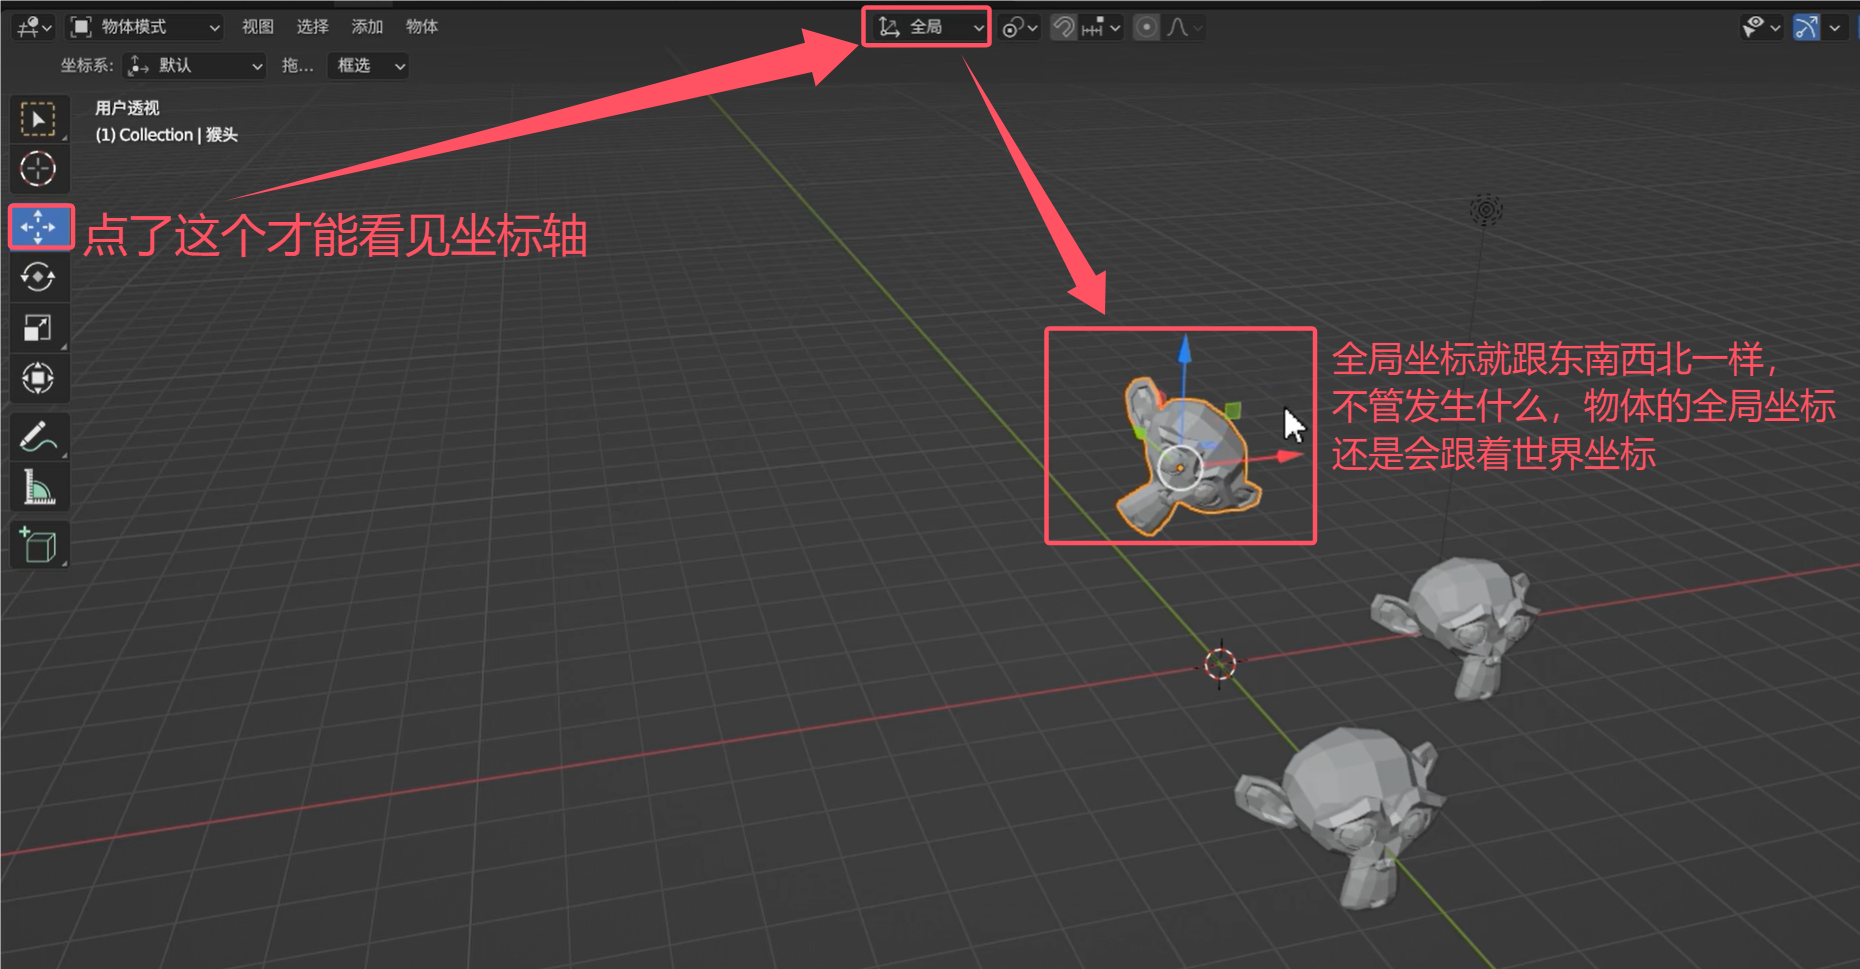 物体模式 视图 选择 添加 物体 全局
坐标系: 默认 拖... 框选
用户透视
(1) Collection | 猴头
点了这个才能看见坐标轴
全局坐标就跟东南西北一样，
不管发生什么，物体的全局坐标
还是会跟着世界坐标